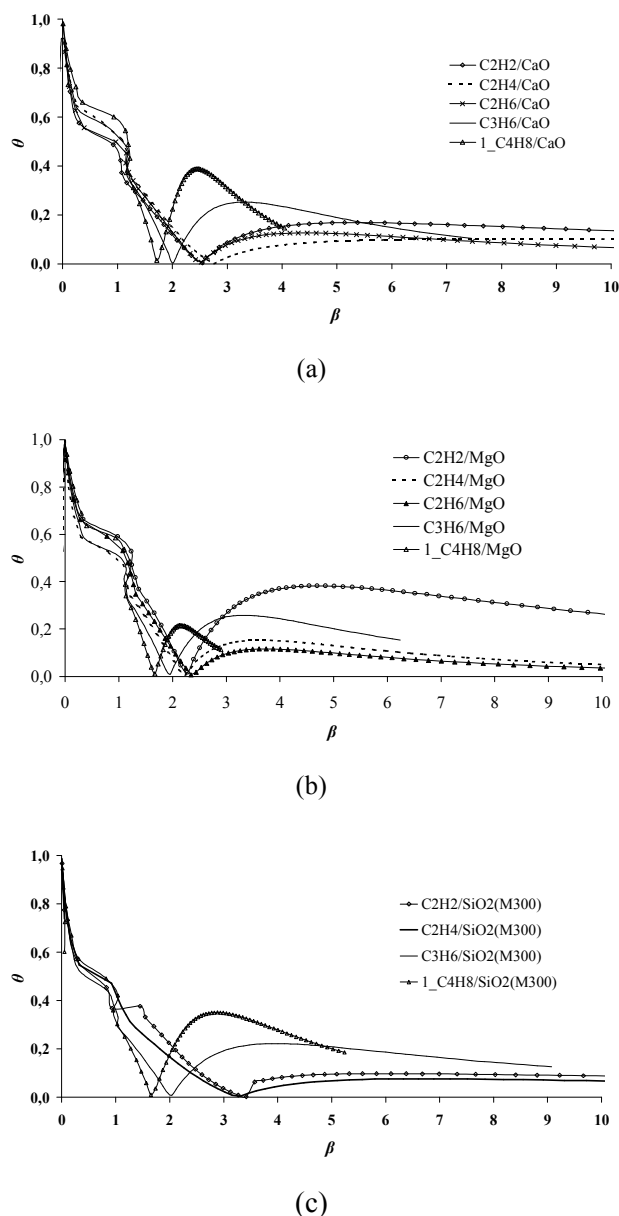 1,0
C2H2/CaO
0,8
C2H4/CaO
C2H6/CaO
0,6
C3H6/CaO
θ
1_C4H8/CaO
0,4
0,2
0,0
0 1 2 3 4 5 6 7 8 9 10
β
(a)
1,0
C2H2/MgO
0,8
C2H4/MgO
C2H6/MgO
0,6
C3H6/MgO
θ
1_C4H8/MgO
0,4
0,2
0,0
0 1 2 3 4 5 6 7 8 9 10
β
(b)
1,0
C2H2/SiO2(M300)
0,8
C2H4/SiO2(M300)
0,6
C3H6/SiO2(M300)
θ
1_C4H8/SiO2(M300)
0,4
0,2
0,0
0 1 2 3 4 5 6 7 8 9 10
β
(c)